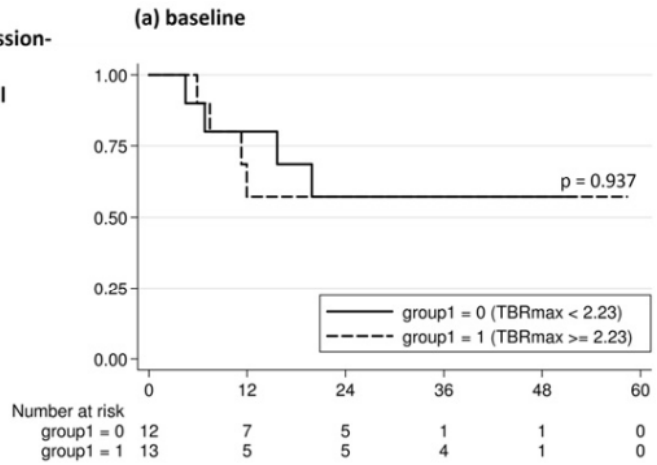 (a) baseline
ssion-
1.00
0.75
0.50
0.25
0.00
p = 0.937
group1 = 0 (TBRmax < 2.23)
group1 = 1 (TBRmax >= 2.23)
0 12 24 36 48 60
Number at risk
group1 = 0 12 7 5 1 1 0
group1 = 1 13 5 5 4 1 0